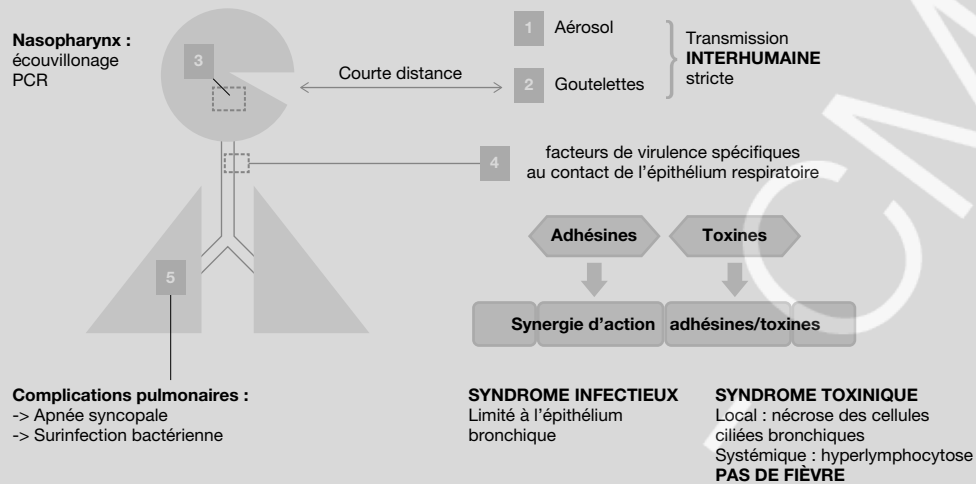 Nasopharynx :
écouvillonage
PCR
3
Courte distance
1 Aérosol
2 Goutelettes
Transmission
INTERHUMAINE
stricte
4
facteurs de virulence spécifiques
au contact de l'épithélium respiratoire
Adhésines
Toxines
Synergie d'action adhésines/toxines
5
Complications pulmonaires :
-> Apnée syncopale
-> Surinfection bactérienne
SYNDROME INFECTIEUX
Limité à l'épithélium
bronchique
SYNDROME TOXINIQUE
Local : nécrose des cellules
ciliées bronchiques
Systémique : hyperlymphocytose
PAS DE FIÈVRE